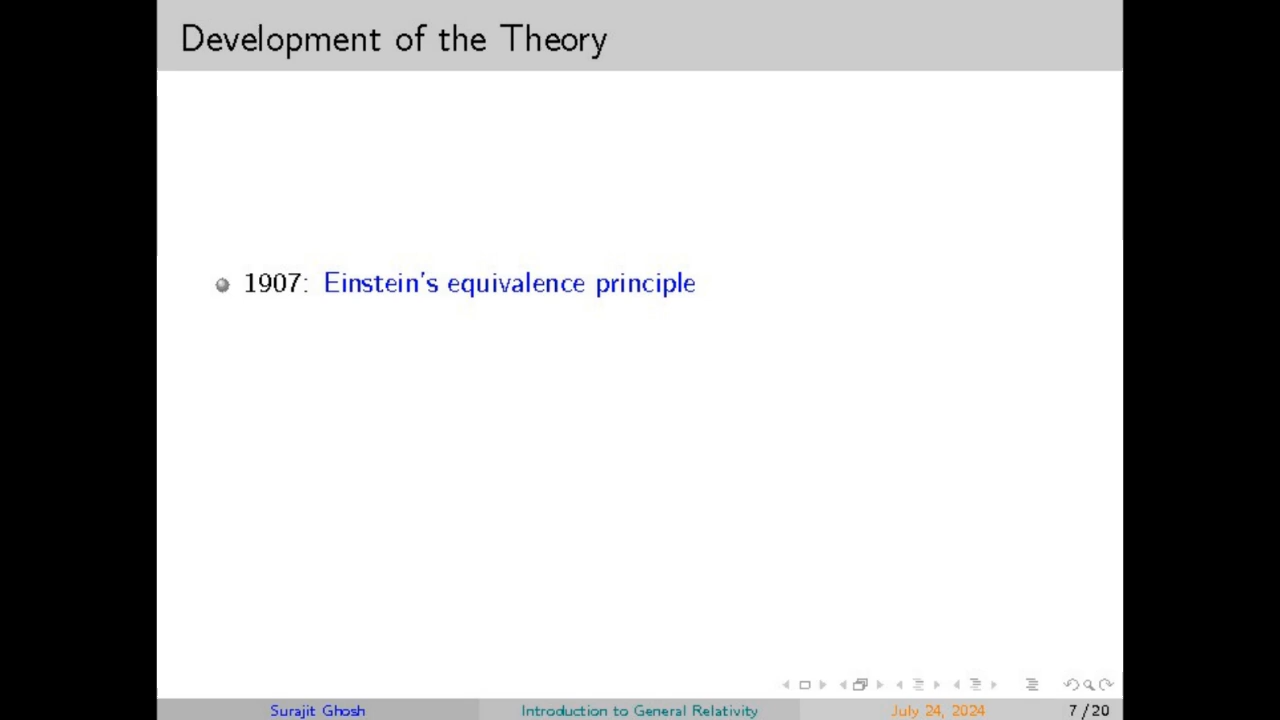 Development of the Theory
1907: Einstein's equivalence principle
Surajit Ghosh
Introduction to General Relativity
July 24, 2024
7 / 20